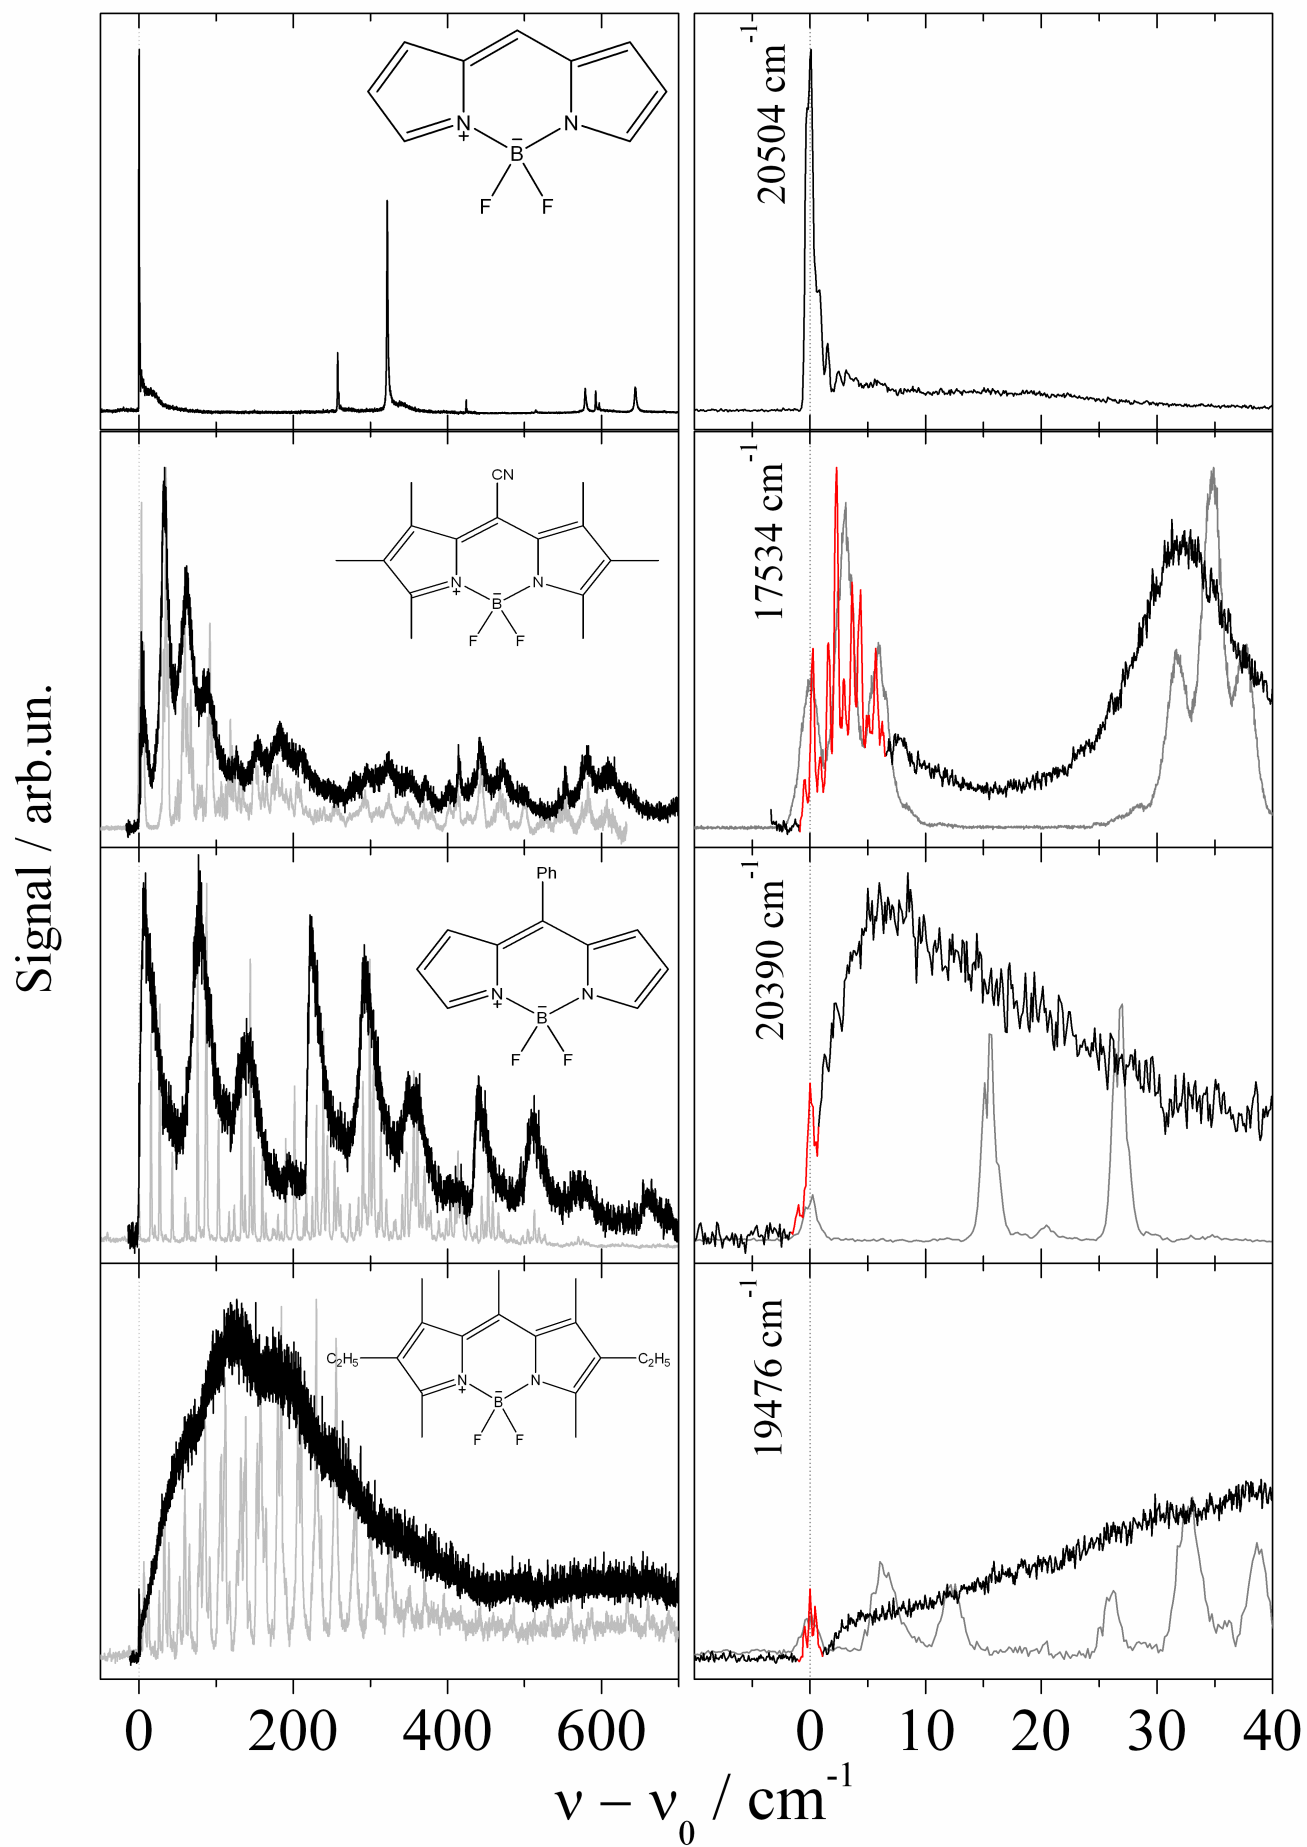 Signal / arb.un.
N
+
N
B
−
F
F
20504 cm-1
CN
N
+
N
B
−
F
F
17534 cm-1
Ph
N
+
N
B
−
F
F
20390 cm-1
C2H5
C2H5
N
+
N
B
−
F
F
19476 cm-1
0 200 400 600 0 10 20 30 40
ν – ν0 / cm-1